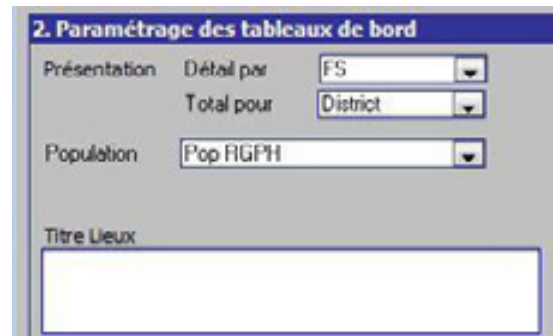 2. Paramétrage des tableaux de bord
Présentation Détail par FS
Total pour District
Population Pop RGPH
Titre Lieux